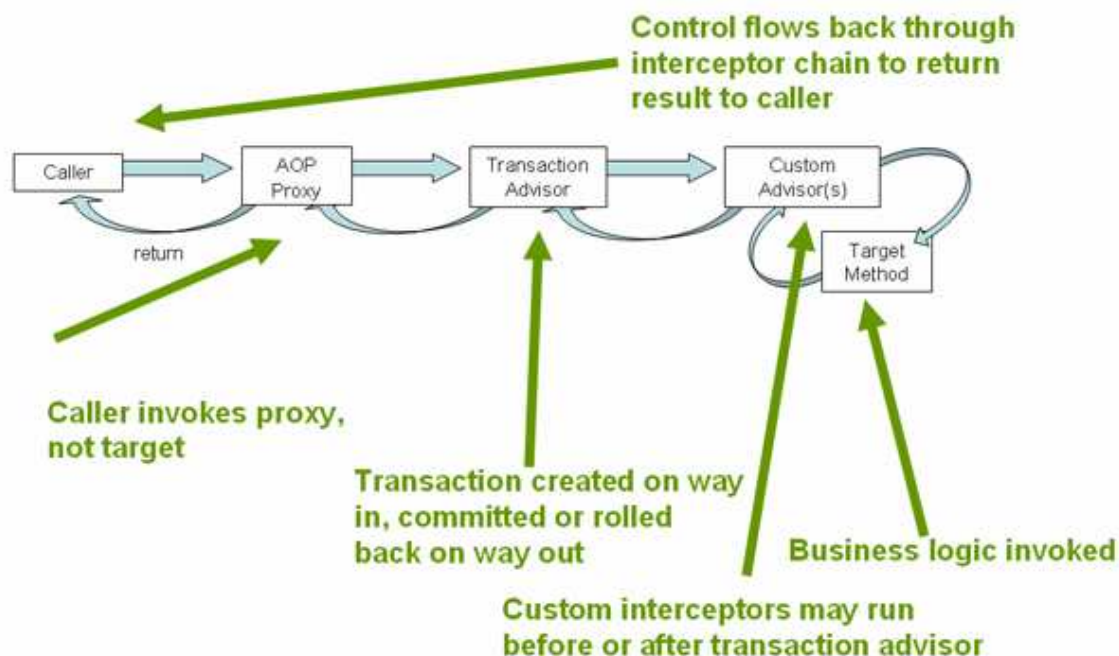 Control flows back through
interceptor chain to return
result to caller
Caller
AOP
Proxy
Transaction
Advisor
Custom
Advisor(s)
return
Target
Method
Caller invokes proxy,
not target
Transaction created on way
in, committed or rolled
back on way out
Business logic invoked
Custom interceptors may run
before or after transaction advisor